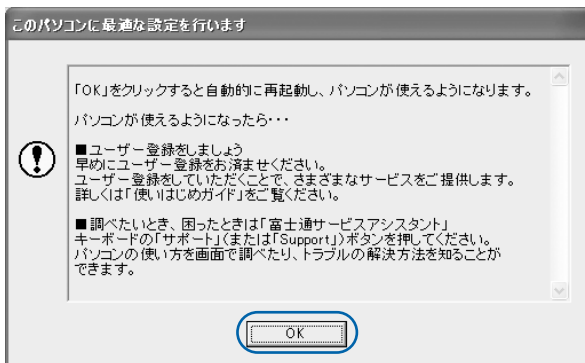 このパソコンに最適な設定を行います
「OK」をクリックすると自動的に再起動し、パソコンが使えるようになります。
パソコンが使えるようになったら・・・
■ユーザー登録をしましょう
早めにユーザー登録をお済ませください。
ユーザー登録をしていただくことで、さまざまなサービスをご提供します。
詳しくは「使いはじめガイド」をご覧ください。
■調べたいとき、困ったときは「富士通サービスアシスタント」
キーボードの「サポート」(または「Support」)ボタンを押してください。
パソコンの使い方を画面で調べたり、トラブルの解決方法を知ることが
できます。
OK